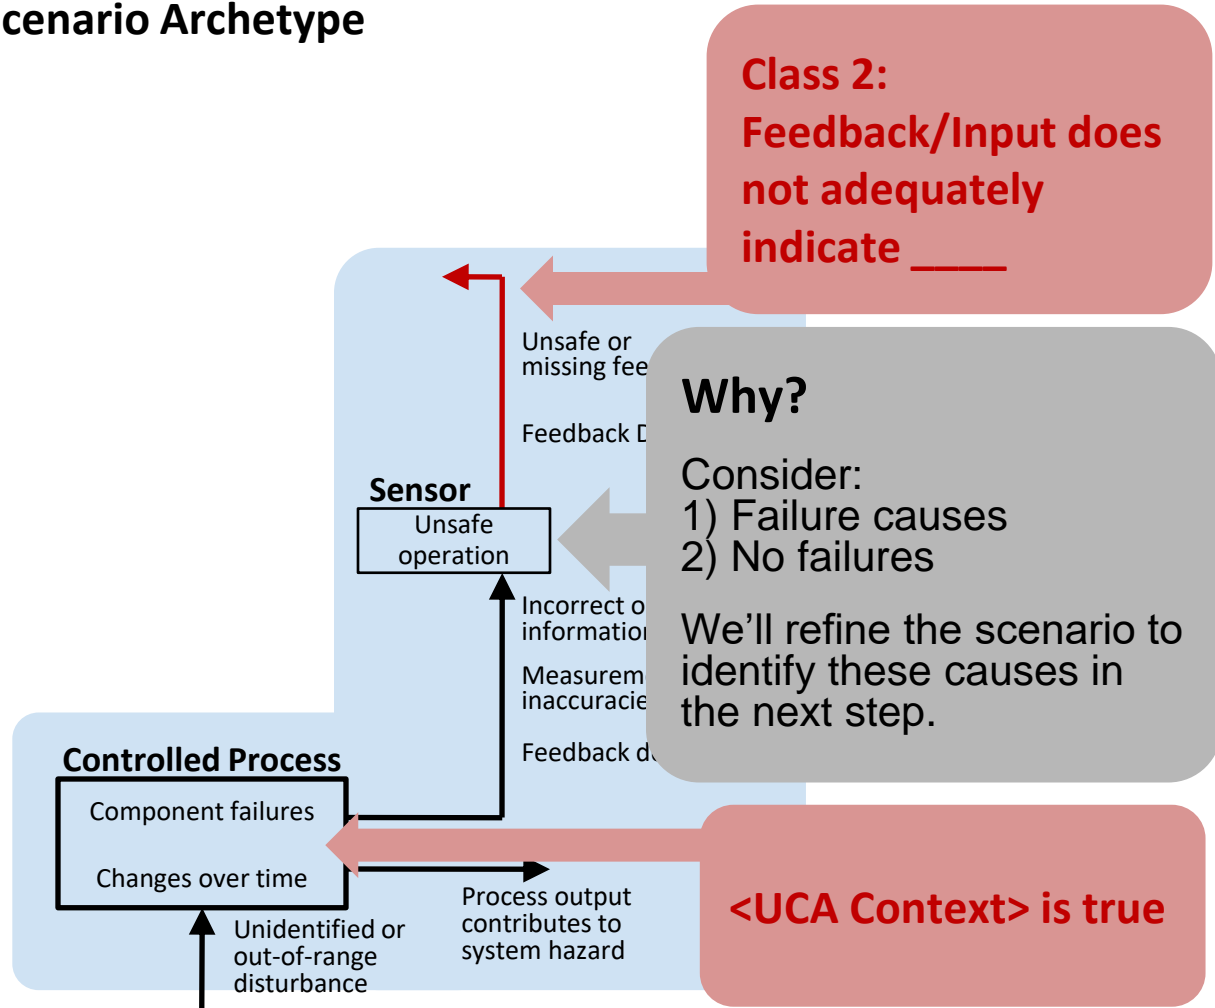 cenario Archetype
Class 2:
Feedback/Input does
not adequately
indicate ____
Unsafe or
missing fee
Feedback D
Sensor
Unsafe
operation
Why?
Consider:
1) Failure causes
2) No failures
We’ll refine the scenario to
identify these causes in
the next step.
Incorrect o
information
Measurem
inaccuracie
Feedback d
Controlled Process
Component failures
Changes over time
Process output
contributes to
system hazard
Unidentified or
out-of-range
disturbance
<UCA Context> is true